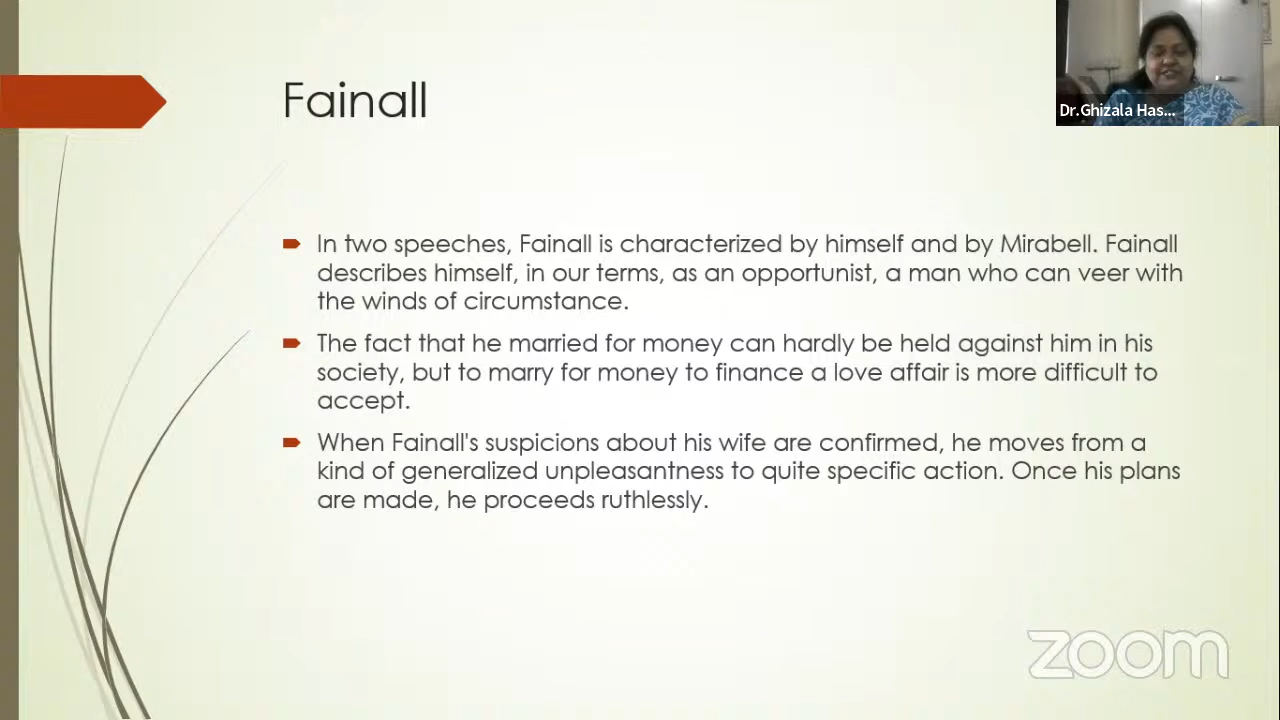 Fainall
Dr.Ghizala Has...
In two speeches, Fainall is characterized by himself and by Mirabell. Fainall
describes himself, in our terms, as an opportunist, a man who can veer with
the winds of circumstance.
The fact that he married for money can hardly be held against him in his
society, but to marry for money to finance a love affair is more difficult to
accept.
When Fainall's suspicions about his wife are confirmed, he moves from a
kind of generalized unpleasantness to quite specific action. Once his plans
are made, he proceeds ruthlessly.
zoom